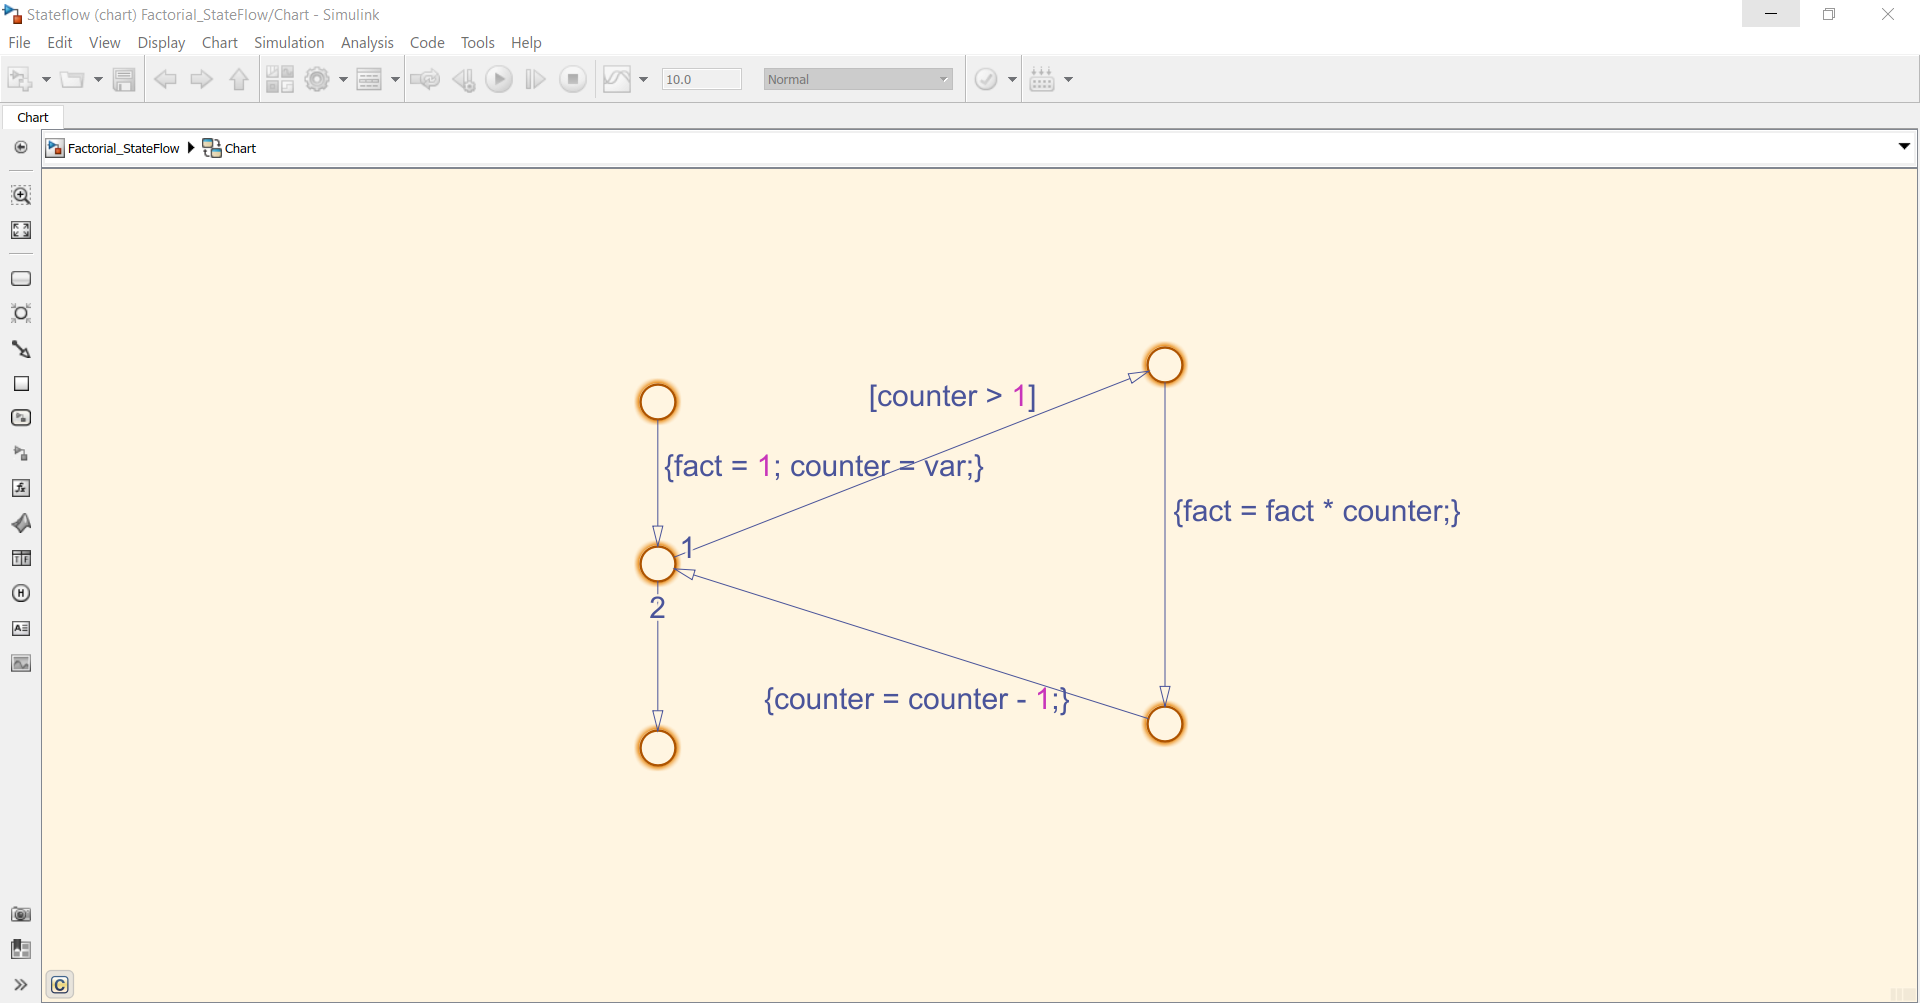 Stateflow (chart) Factorial_StateFlow/Chart - Simulink
File Edit View Display Chart Simulation Analysis Code Tools Help
10.0 Normal
Chart
Factorial_StateFlow Chart
[counter > 1]
{fact = 1; counter = var;}
{fact = fact * counter;}
1
2
{counter = counter - 1;}